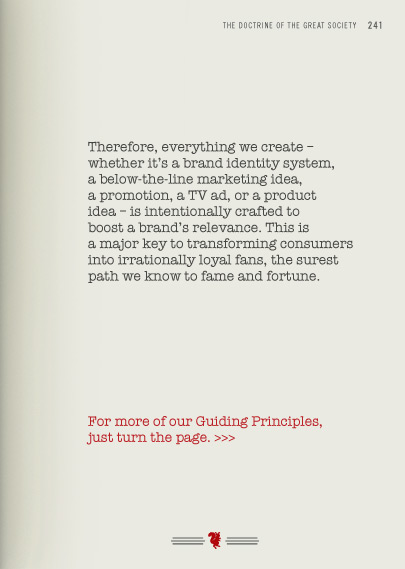 THE DOCTRINE OF THE GREAT SOCIETY 241
Therefore, everything we create –
whether it's a brand identity system,
a below-the-line marketing idea,
a promotion, a TV ad, or a product
idea – is intentionally crafted to
boost a brand's relevance. This is
a major key to transforming consumers
into irrationally loyal fans, the surest
path we know to fame and fortune.
For more of our Guiding Principles,
just turn the page. >>>